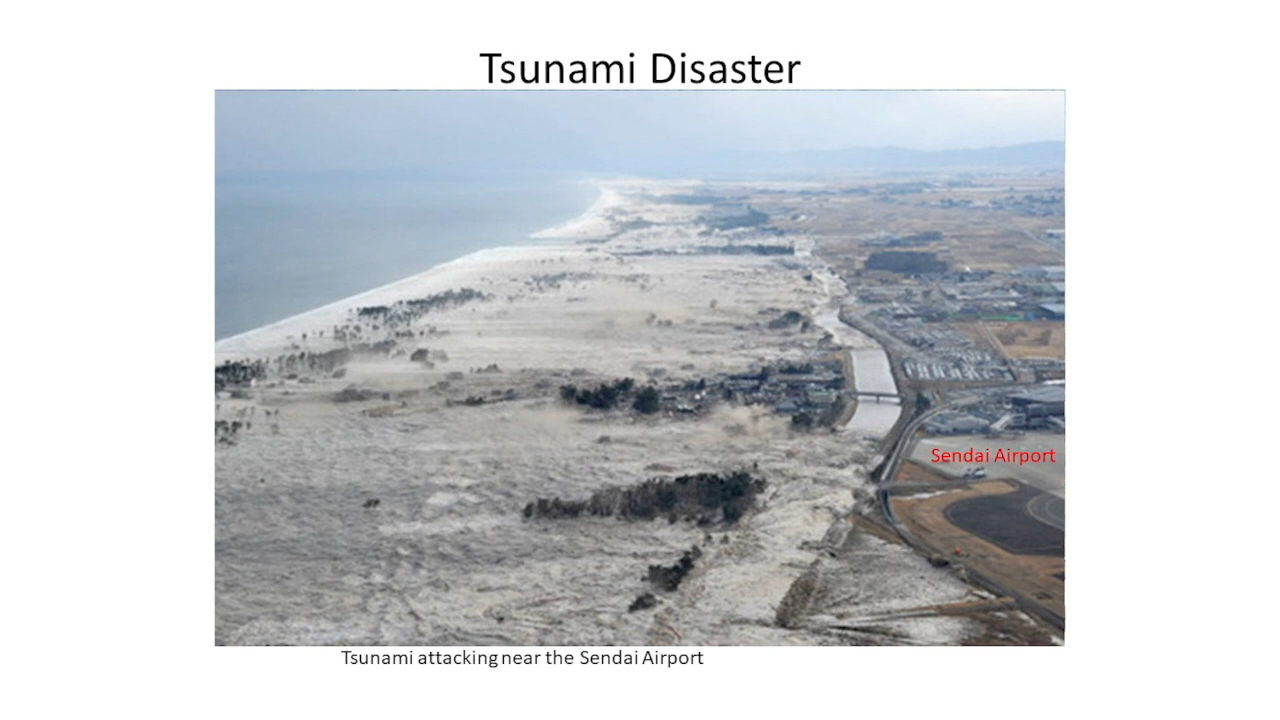 Tsunami Disaster
Sendai Airport
Tsunami attacking near the Sendai Airport